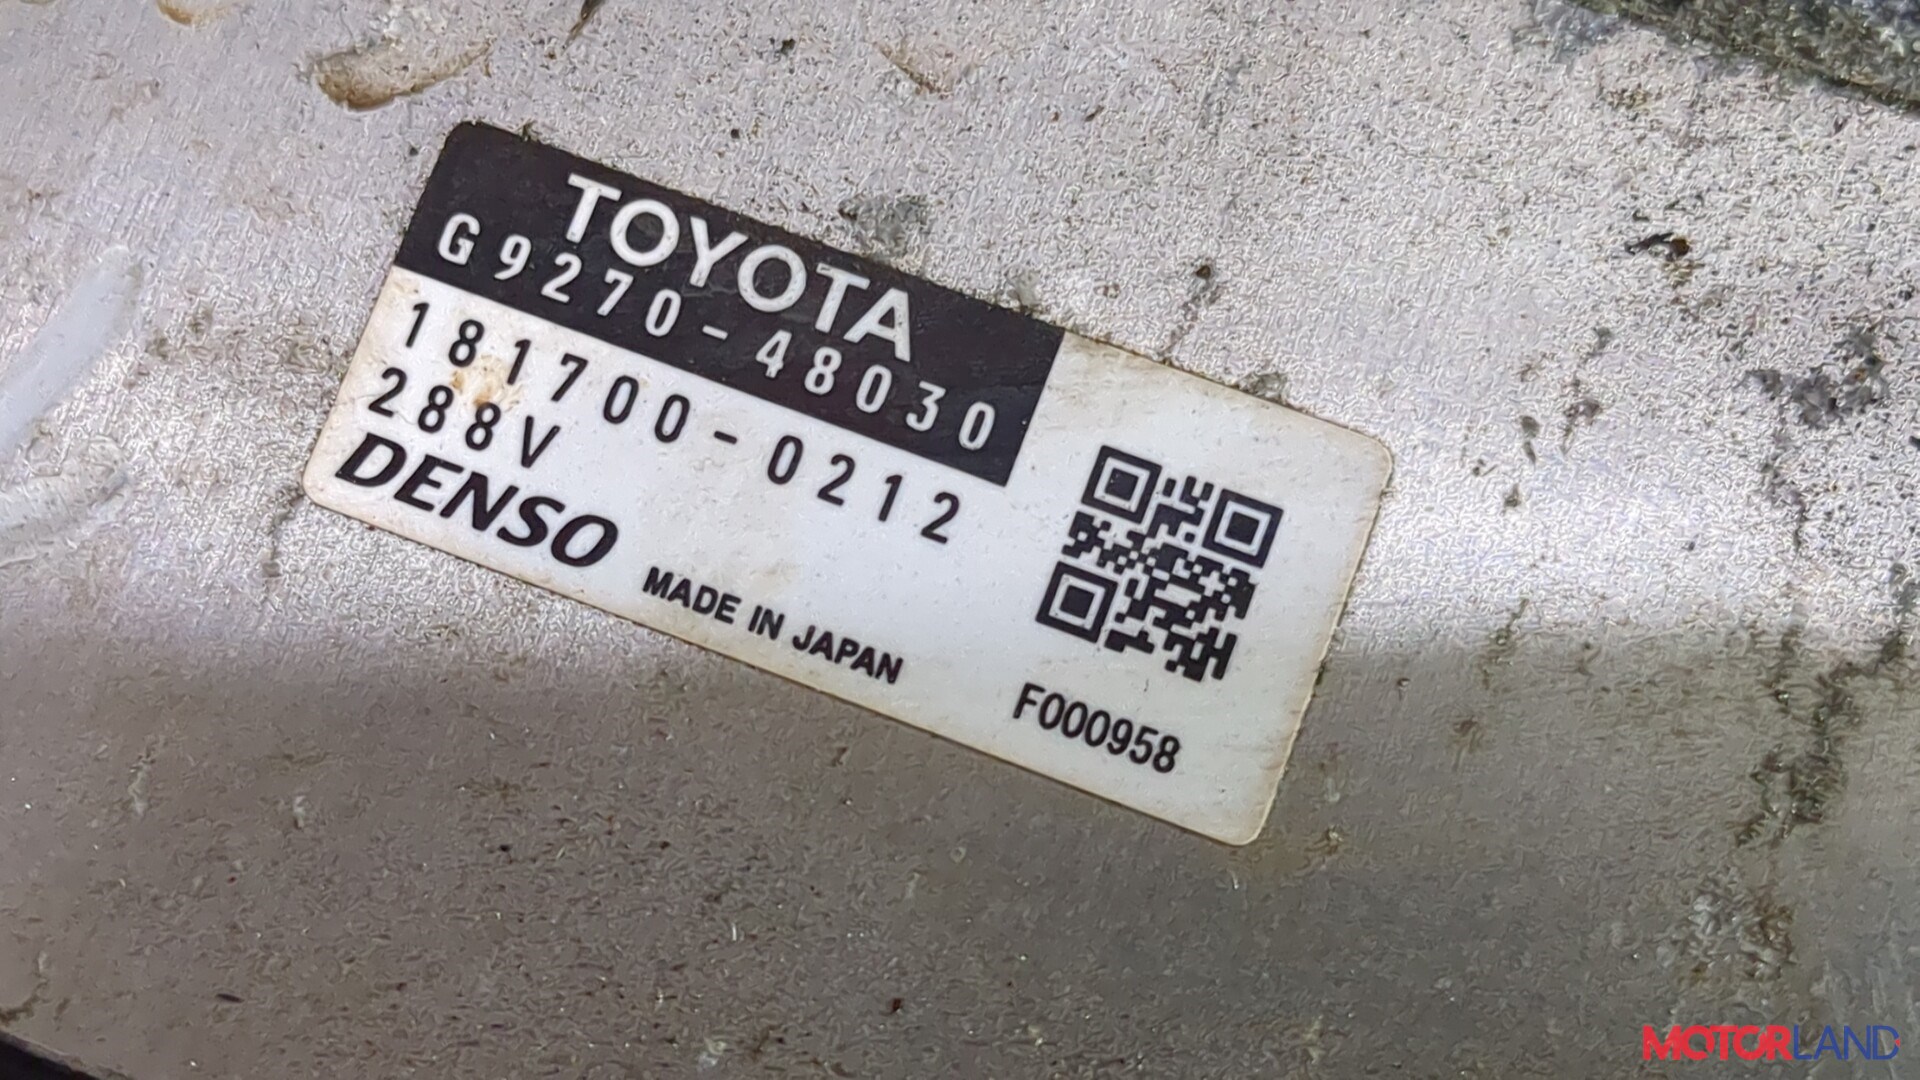 TOYOTA
G9270-48030
181700-0212
288V
DENSO
MADE IN JAPAN
F000958
MOTORLAND